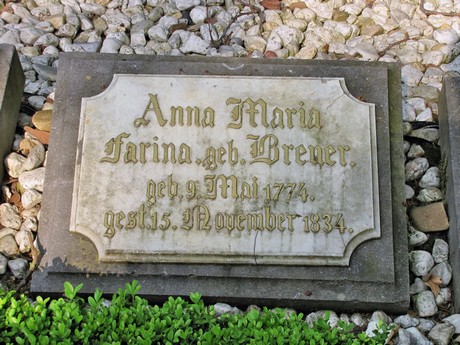 Anna Maria
Farina. geb. Breuer.
geb. 9. Mai 1774.
gest. 15. November 1834.